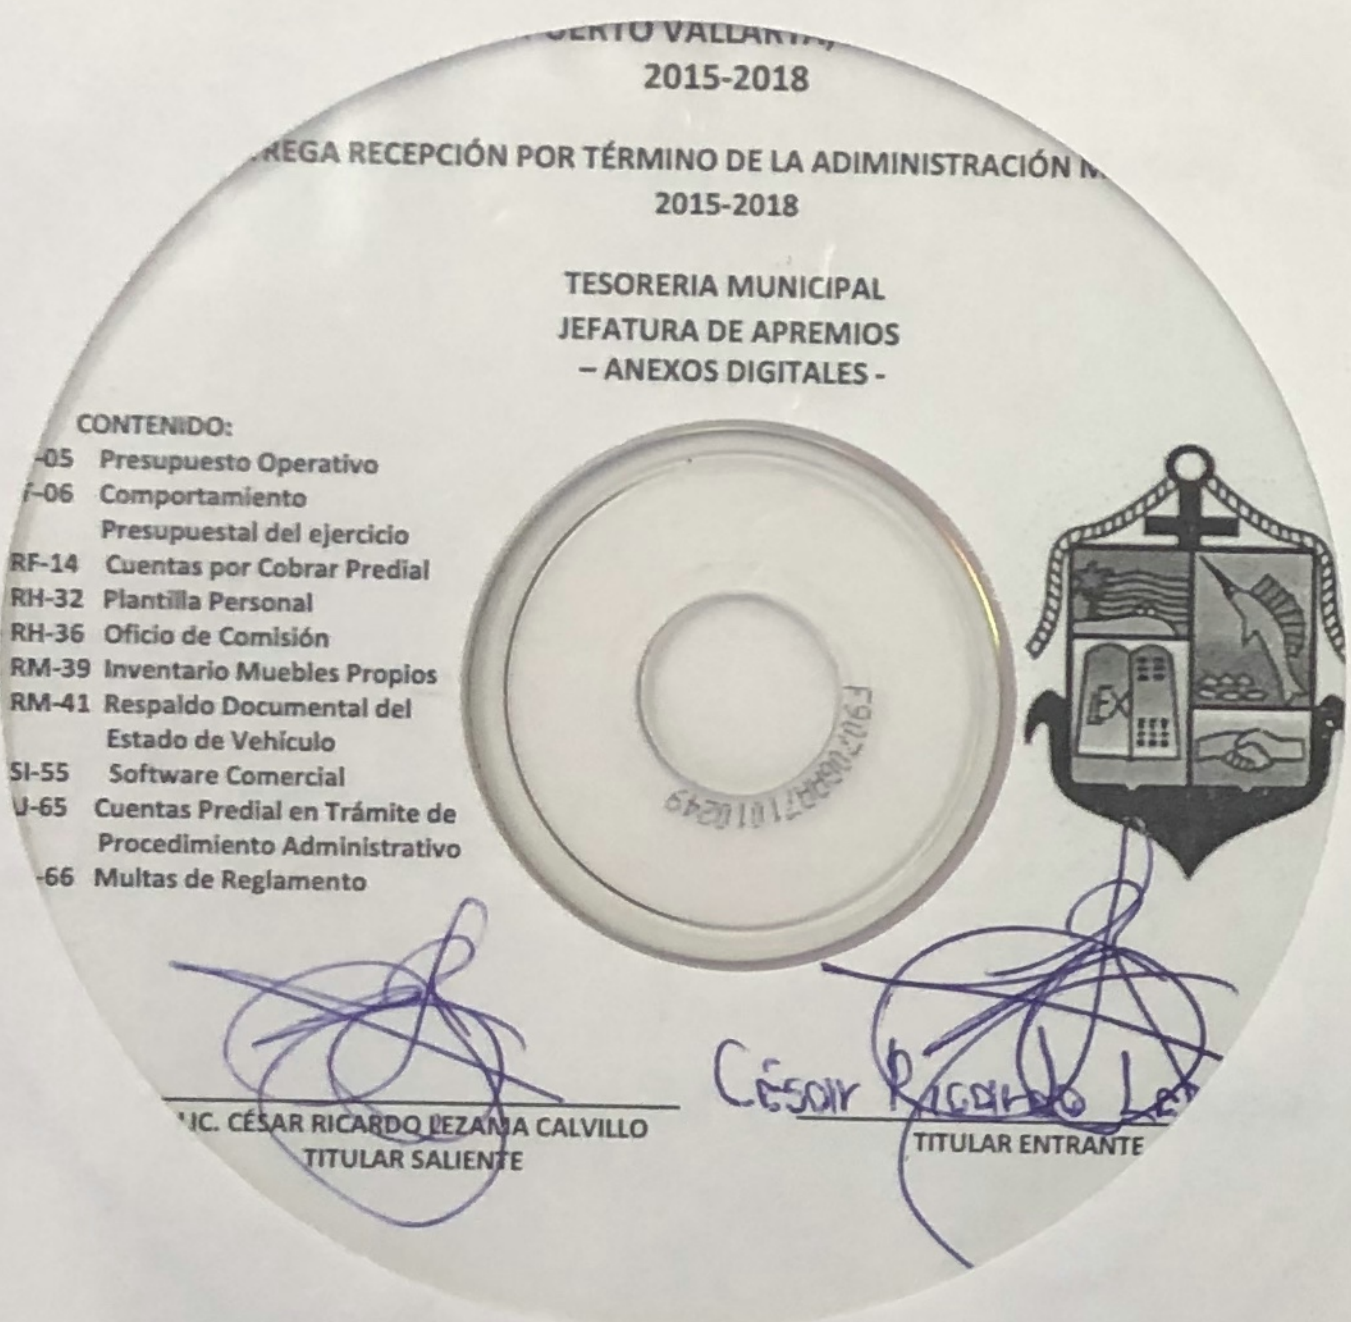 PUERTO VALLARTA,
2015-2018
TREGA RECEPCIÓN POR TÉRMINO DE LA ADIMINISTRACIÓN M
2015-2018
TESORERIA MUNICIPAL
JEFATURA DE APREMIOS
– ANEXOS DIGITALES -
CONTENIDO:
-05 Presupuesto Operativo
F-06 Comportamiento
Presupuestal del ejercicio
RF-14 Cuentas por Cobrar Predial
RH-32 Plantilla Personal
RH-36 Oficio de Comisión
RM-39 Inventario Muebles Propios
RM-41 Respaldo Documental del
Estado de Vehículo
SI-55 Software Comercial
U-65 Cuentas Predial en Trámite de
Procedimiento Administrativo
-66 Multas de Reglamento
César Ricardo Lez
LIC. CÉSAR RICARDO LEZAMA CALVILLO
TITULAR SALIENTE
TITULAR ENTRANTE